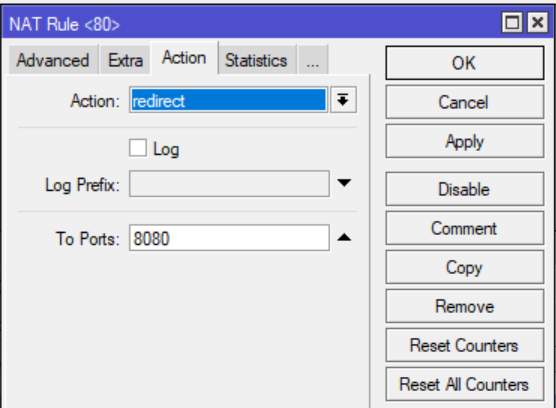 NAT Rule <80>
Advanced Extra Action Statistics ...
Action: redirect
Log
Log Prefix:
To Ports: 8080
OK
Cancel
Apply
Disable
Comment
Copy
Remove
Reset Counters
Reset All Counters